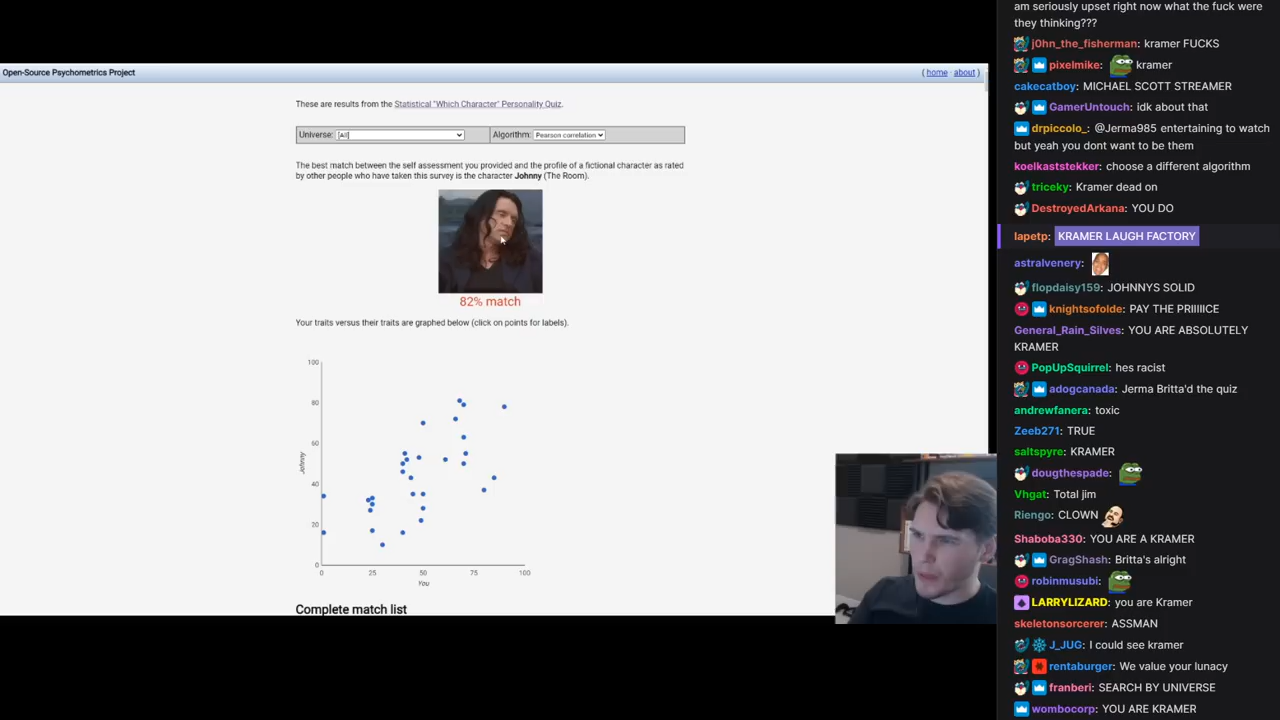 Open-Source Psychometrics Project
( home · about )
These are results from the Statistical "Which Character" Personality Quiz.
Universe: [All]
Algorithm: Pearson correlation
The best match between the self assessment you provided and the profile of a fictional character as rated
by other people who have taken this survey is the character Johnny (The Room).
82% match
Your traits versus their traits are graphed below (click on points for labels).
100
80
60
40
20
0
Johnny
0 25 50 75 100
You
Complete match list
am seriously upset right now what the fuck were
they thinking???
j0hn_the_fisherman: kramer FUCKS
pixelmike: kramer
cakecatboy: MICHAEL SCOTT STREAMER
GamerUntouch: idk about that
drpiccolo_: @Jerma985 entertaining to watch
but yeah you dont want to be them
koelkaststekker: choose a different algorithm
triceky: Kramer dead on
DestroyedArkana: YOU DO
lapetp: KRAMER LAUGH FACTORY
astralvenery:
flopdaisy159: JOHNNYS SOLID
knightsofolde: PAY THE PRIIIICE
General_Rain_Silves: YOU ARE ABSOLUTELY
KRAMER
PopUpSquirrel: hes racist
adogcanada: Jerma Britta'd the quiz
andrewfanera: toxic
Zeeb271: TRUE
saltspyre: KRAMER
dougthespade:
Vhgat: Total jim
Riengo: CLOWN
Shaboba330: YOU ARE A KRAMER
GragShash: Britta's alright
robinmusubi:
LARRYLIZARD: you are Kramer
skeletonsorcerer: ASSMAN
J_JUG: I could see kramer
rentaburger: We value your lunacy
franberi: SEARCH BY UNIVERSE
wombocorp: YOU ARE KRAMER